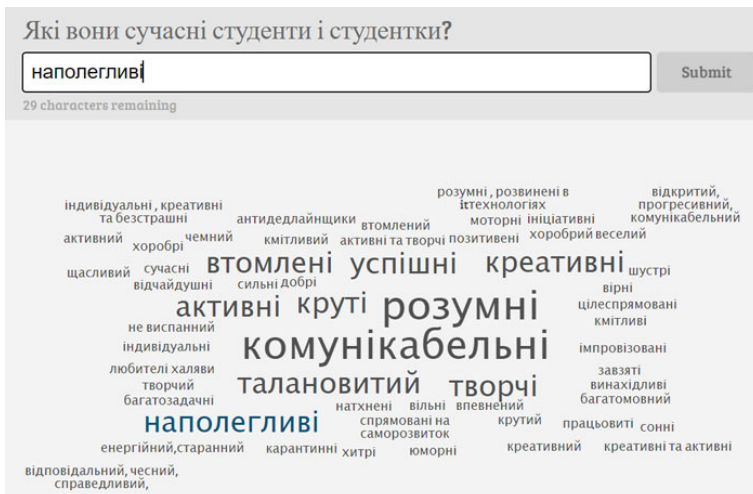 Які вони сучасні студенти і студентки?
наполегливі
Submit
29 characters remaining
розумні , розвинені в
ітехнологіях
відкритий,
прогресивний,
комунікабельний
індивідуальні , креативні
та безстрашні
антидедлайнщики
втомлений
моторні
ініціативні
активний
хоробрі
чемний
кмітливий
активні та творчі
позитивені
хоробрий
веселий
щасливий
сучасні
втомлені
успішні
креативні
шустрі
відчайдушні
сильні
добрі
вірні
активні
круті
розумні
цілеспрямовані
кмітливі
не виспанний
індивідуальні
комунікабельні
імпровізовані
любителі халяви
творчий
багатозадачні
талановитий
творчі
завзяті
винахідливі
багатомовний
наполегливі
натхнені
вільні
впевнений
спрямовані на
саморозвиток
крутий
працьовиті
сонні
енергійний,старанний
карантинні
хитрі
юморні
креативний
креативні та активні
відповідальний, чесний,
справедливий,